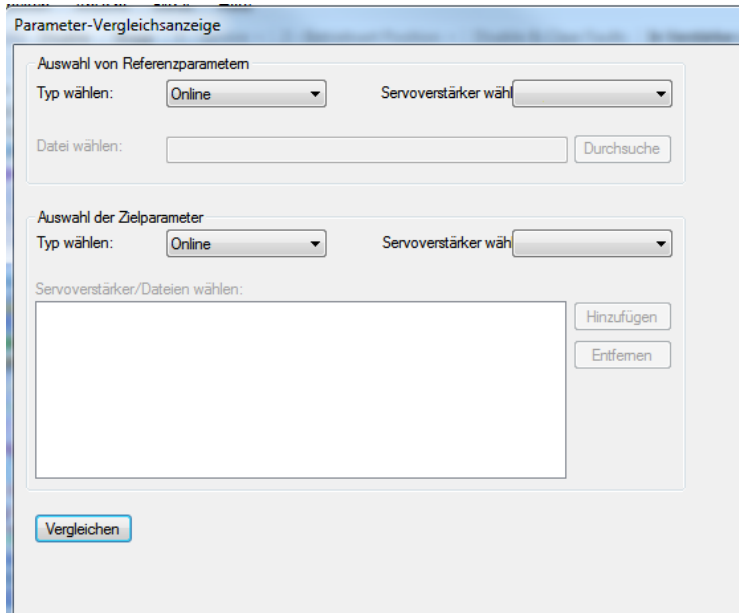 Parameter-Vergleichsanzeige
Auswahl von Referenzparametern
Typ wählen: Online Servoverstärker wähl
Datei wählen: Durchsuche
Auswahl der Zielparameter
Typ wählen: Online Servoverstärker wäh
Servoverstärker/Dateien wählen:
Hinzufügen
Entfernen
Vergleichen